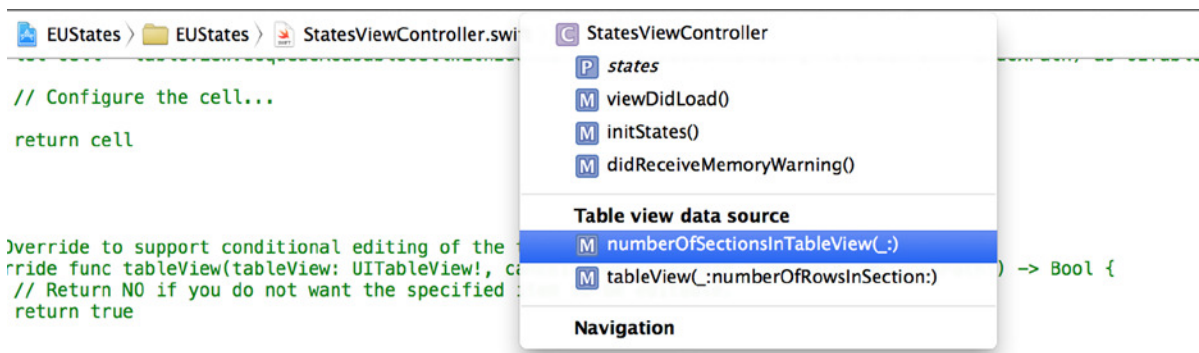 EUStates > EUStates > StatesViewController.swi
// Configure the cell...
return cell
Override to support conditional editing of the
rride func tableView(tableView: UITableView!, ca
) -> Bool {
// Return NO if you do not want the specified
return true
C StatesViewController
P states
M viewDidLoad()
M initStates()
M didReceiveMemoryWarning()
Table view data source
M numberOfSectionsInTableView(_:)
M tableView(_:numberOfRowsInSection:)
Navigation